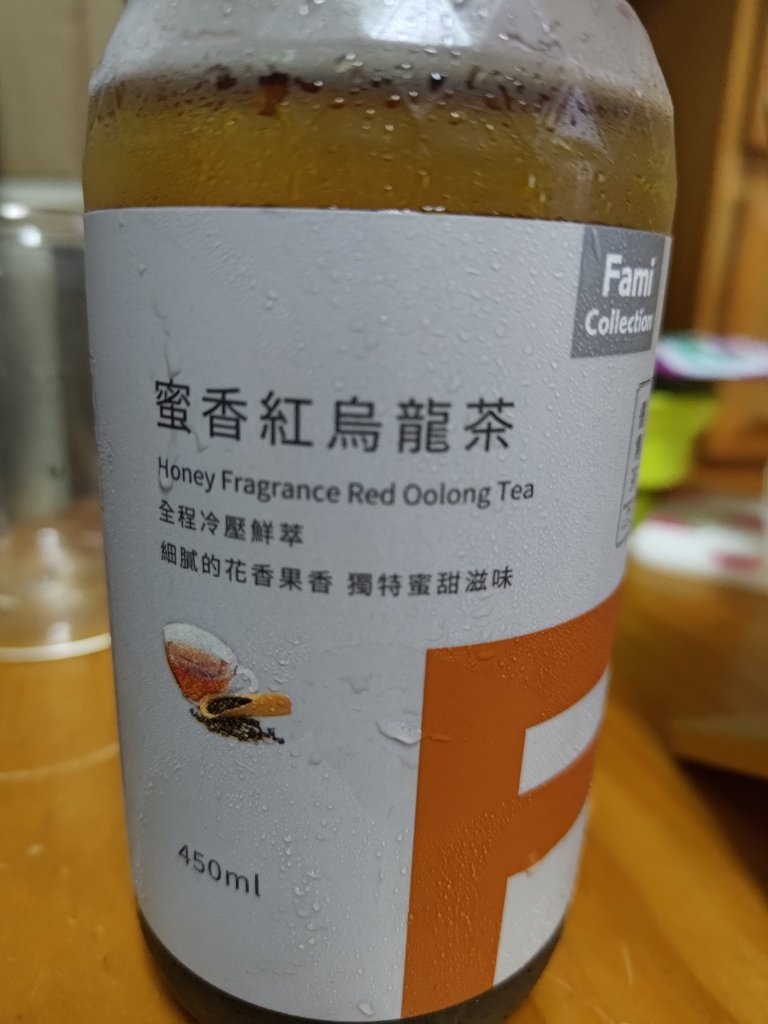 Fami
Collection
蜜香紅烏龍茶
Honey Fragrance Red Oolong Tea
全程冷壓鮮萃
細膩的花香果香 獨特蜜甜滋味
450ml
F